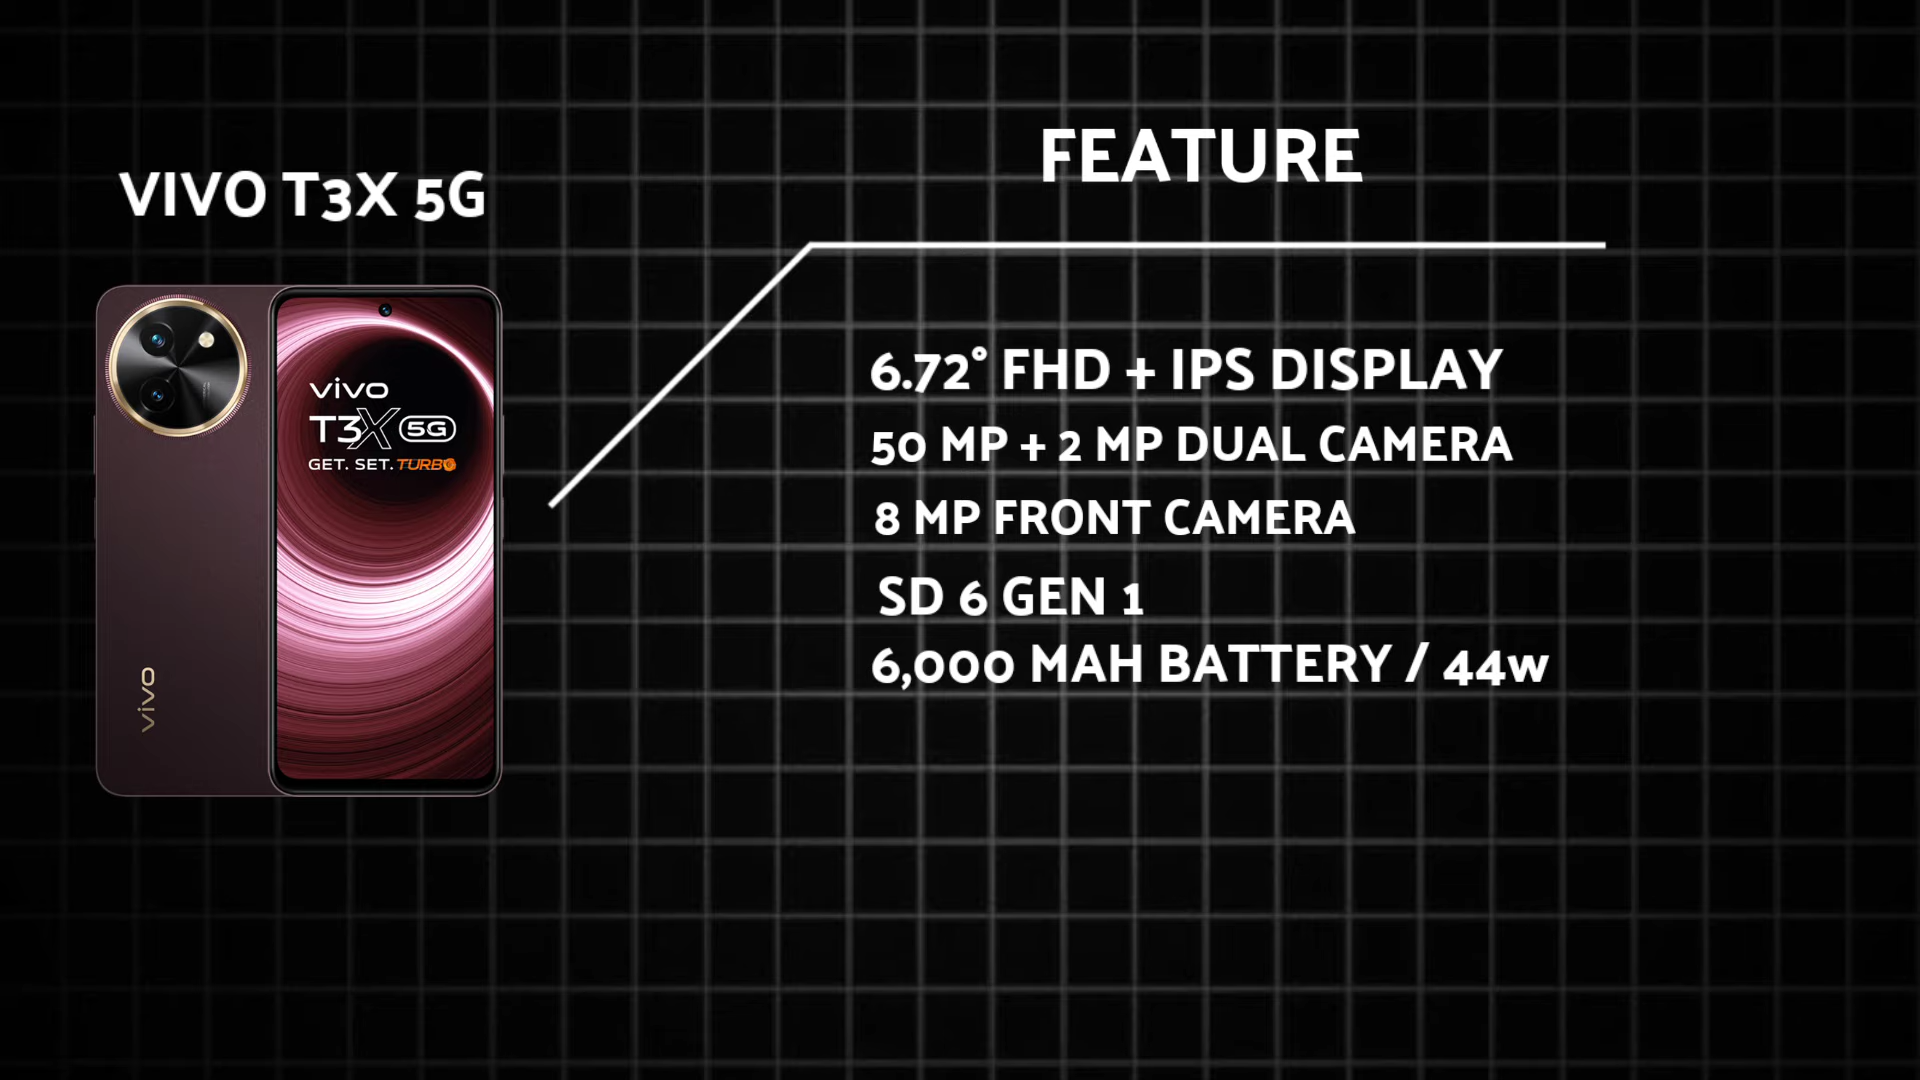 VIVO T3X 5G
vivo
T3X 5G
GET. SET. TURBO
vivo
FEATURE
6.72° FHD + IPS DISPLAY
50 MP + 2 MP DUAL CAMERA
8 MP FRONT CAMERA
SD 6 GEN 1
6,000 MAH BATTERY / 44w